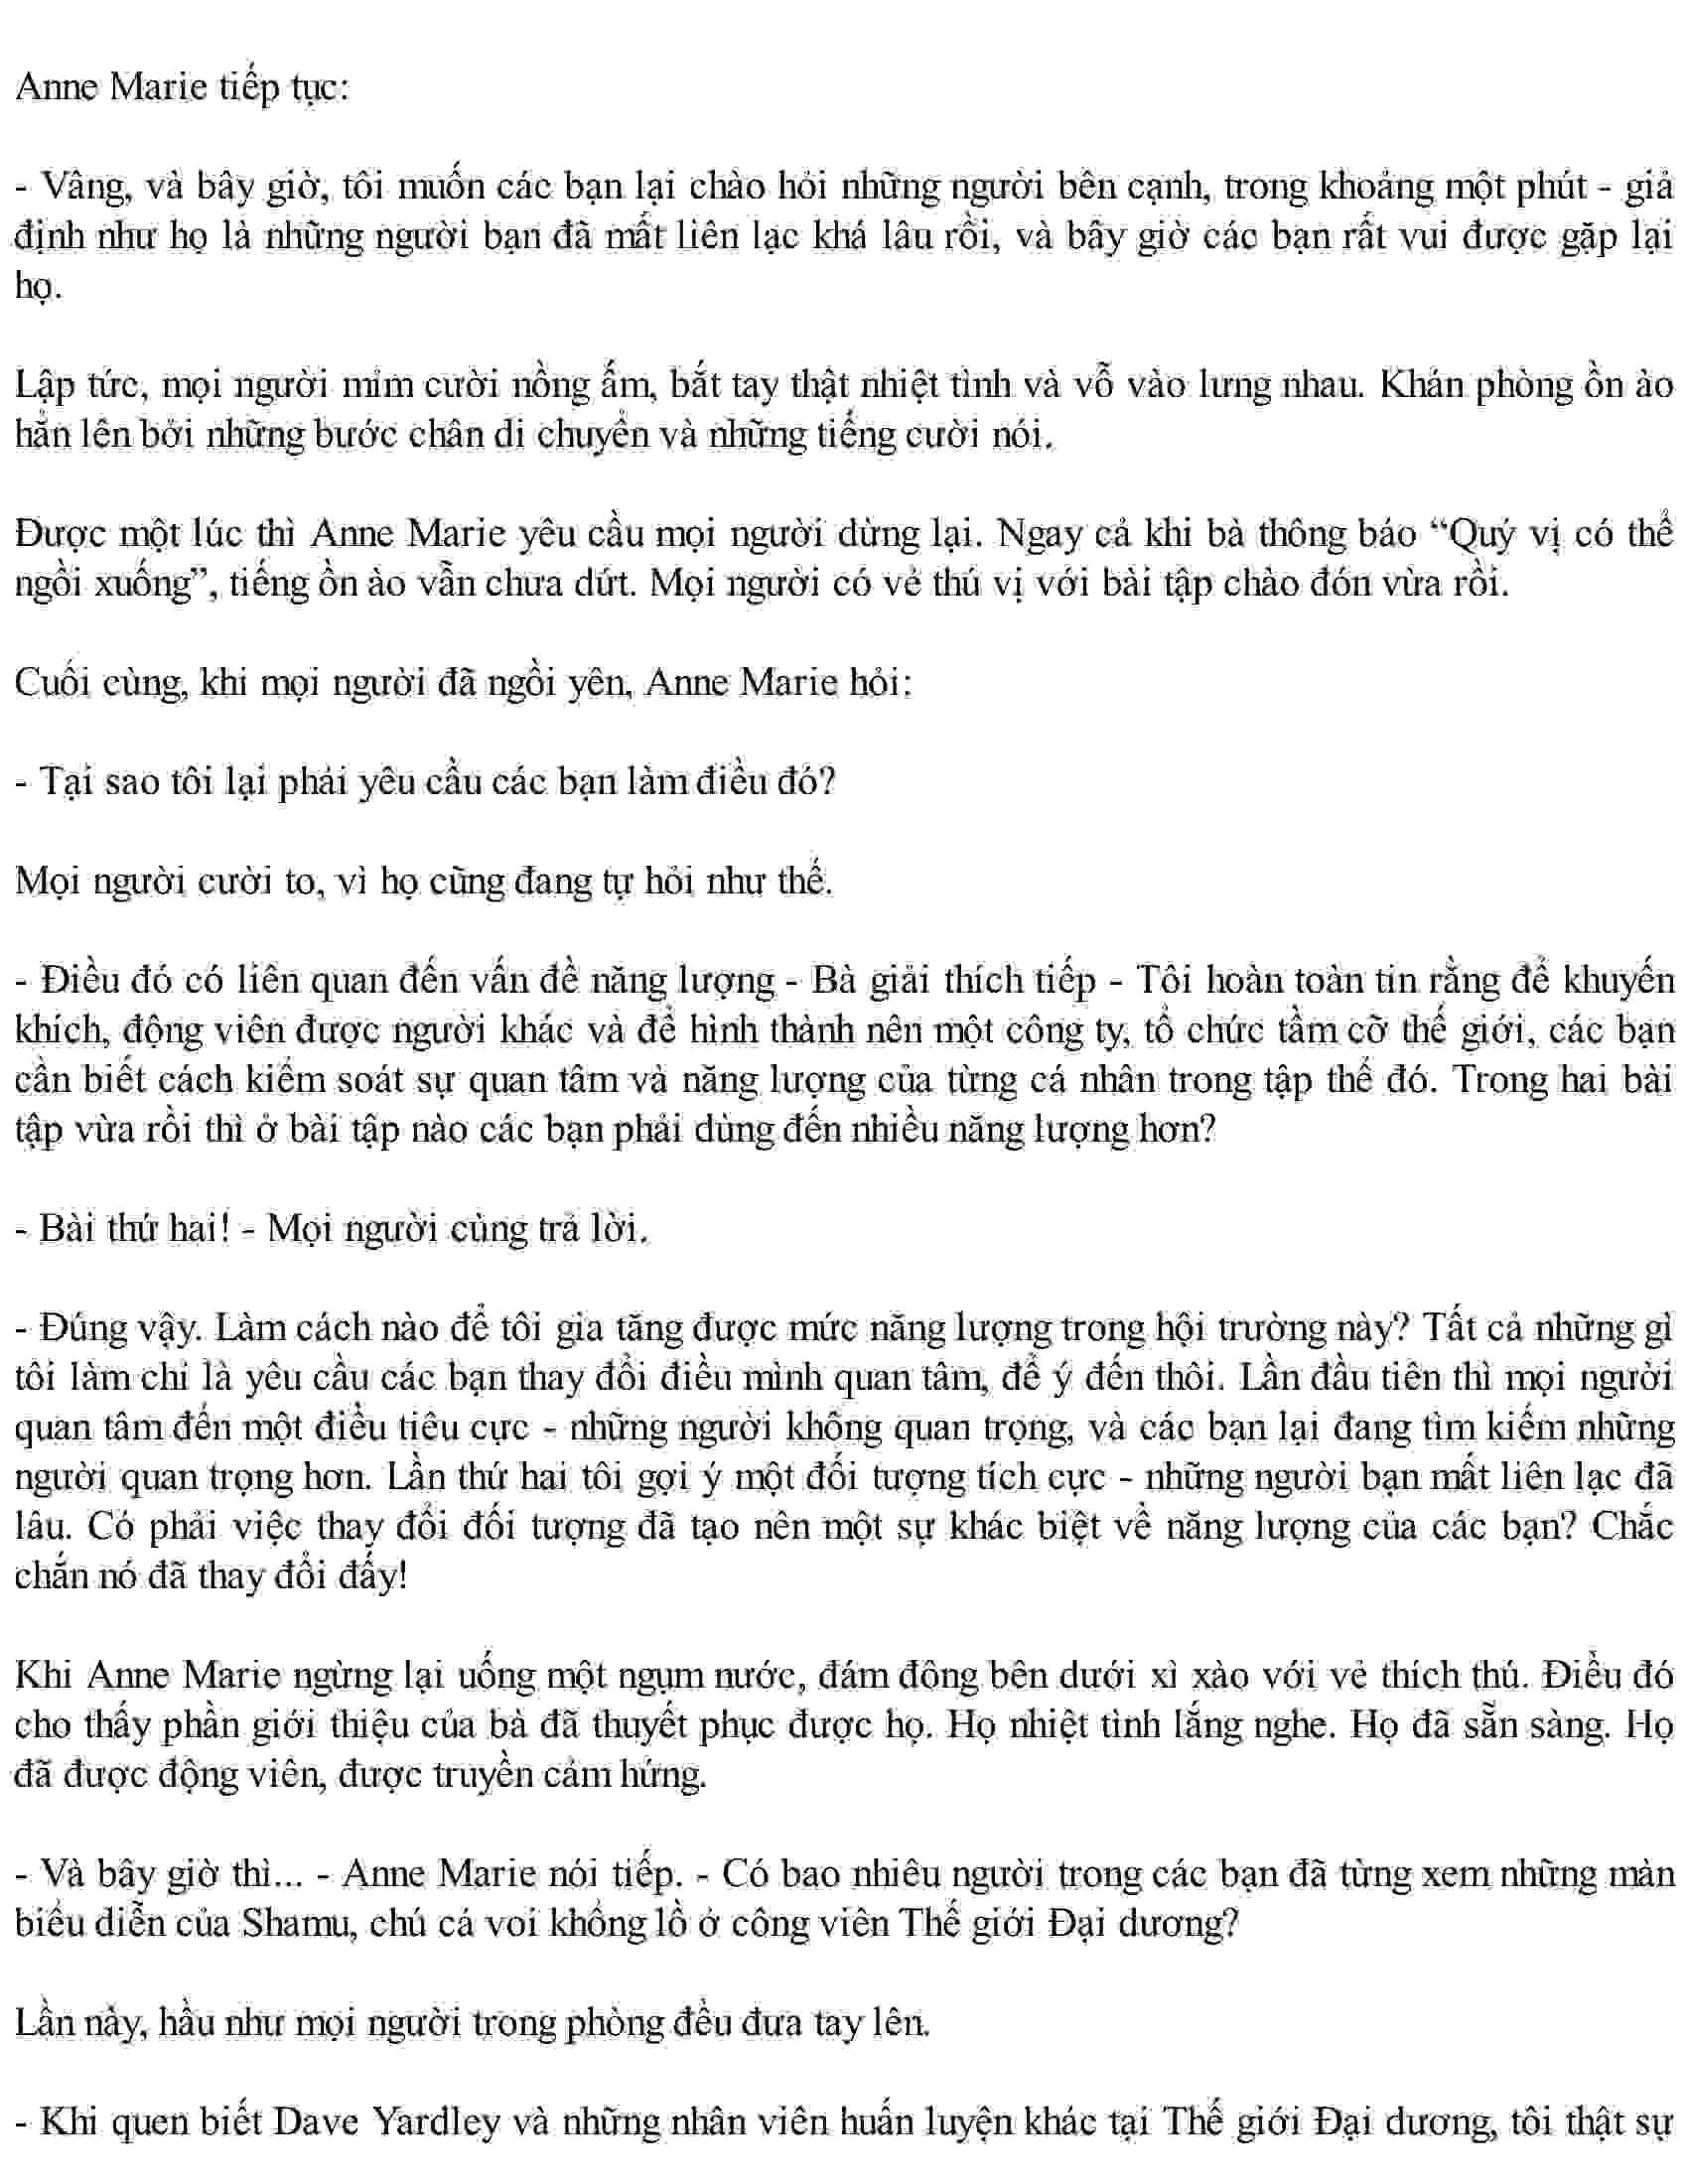 Anne Marie tiếp tục:
- Vâng, và bây giờ, tôi muốn các bạn lại chào hỏi những người bên cạnh, trong khoảng một phút - giả
định như họ là những người bạn đã mất liên lạc khá lâu rồi, và bây giờ các bạn rất vui được gặp lại
họ.
Lập tức, mọi người mỉm cười nồng ấm, bắt tay thật nhiệt tình và vỗ vào lưng nhau. Khán phòng ồn ào
hẳn lên bởi những bước chân di chuyển và những tiếng cười nói.
Được một lúc thì Anne Marie yêu cầu mọi người dừng lại. Ngay cả khi bà thông báo “Quý vị có thể
ngồi xuống”, tiếng ồn ào vẫn chưa dứt. Mọi người có vẻ thú vị với bài tập chào đón vừa rồi.
Cuối cùng, khi mọi người đã ngồi yên, Anne Marie hỏi:
- Tại sao tôi lại phải yêu cầu các bạn làm điều đó?
Mọi người cười to, vì họ cũng đang tự hỏi như thế.
- Điều đó có liên quan đến vấn đề năng lượng - Bà giải thích tiếp - Tôi hoàn toàn tin rằng để khuyến
khích, động viên được người khác và để hình thành nên một công ty, tổ chức tầm cỡ thế giới, các bạn
cần biết cách kiểm soát sự quan tâm và năng lượng của từng cá nhân trong tập thể đó. Trong hai bài
tập vừa rồi thì ở bài tập nào các bạn phải dùng đến nhiều năng lượng hơn?
- Bài thứ hai! - Mọi người cùng trả lời.
- Đúng vậy. Làm cách nào để tôi gia tăng được mức năng lượng trong hội trường này? Tất cả những gì
tôi làm chỉ là yêu cầu các bạn thay đổi điều mình quan tâm, để ý đến thôi. Lần đầu tiên thì mọi người
quan tâm đến một điều tiêu cực - những người không quan trọng, và các bạn lại đang tìm kiếm những
người quan trọng hơn. Lần thứ hai tôi gợi ý một đối tượng tích cực - những người bạn mất liên lạc đã
lâu. Có phải việc thay đổi đối tượng đã tạo nên một sự khác biệt về năng lượng của các bạn? Chắc
chắn nó đã thay đổi đấy!
Khi Anne Marie ngừng lại uống một ngụm nước, đám đông bên dưới xì xào với vẻ thích thú. Điều đó
cho thấy phần giới thiệu của bà đã thuyết phục được họ. Họ nhiệt tình lắng nghe. Họ đã sẵn sàng. Họ
đã được động viên, được truyền cảm hứng.
- Và bây giờ thì... - Anne Marie nói tiếp. - Có bao nhiêu người trong các bạn đã từng xem những màn
biểu diễn của Shamu, chú cá voi khổng lồ ở công viên Thế giới Đại dương?
Lần này, hầu như mọi người trong phòng đều đưa tay lên.
- Khi quen biết Dave Yardley và những nhân viên huấn luyện khác tại Thế giới Đại dương, tôi thật sự